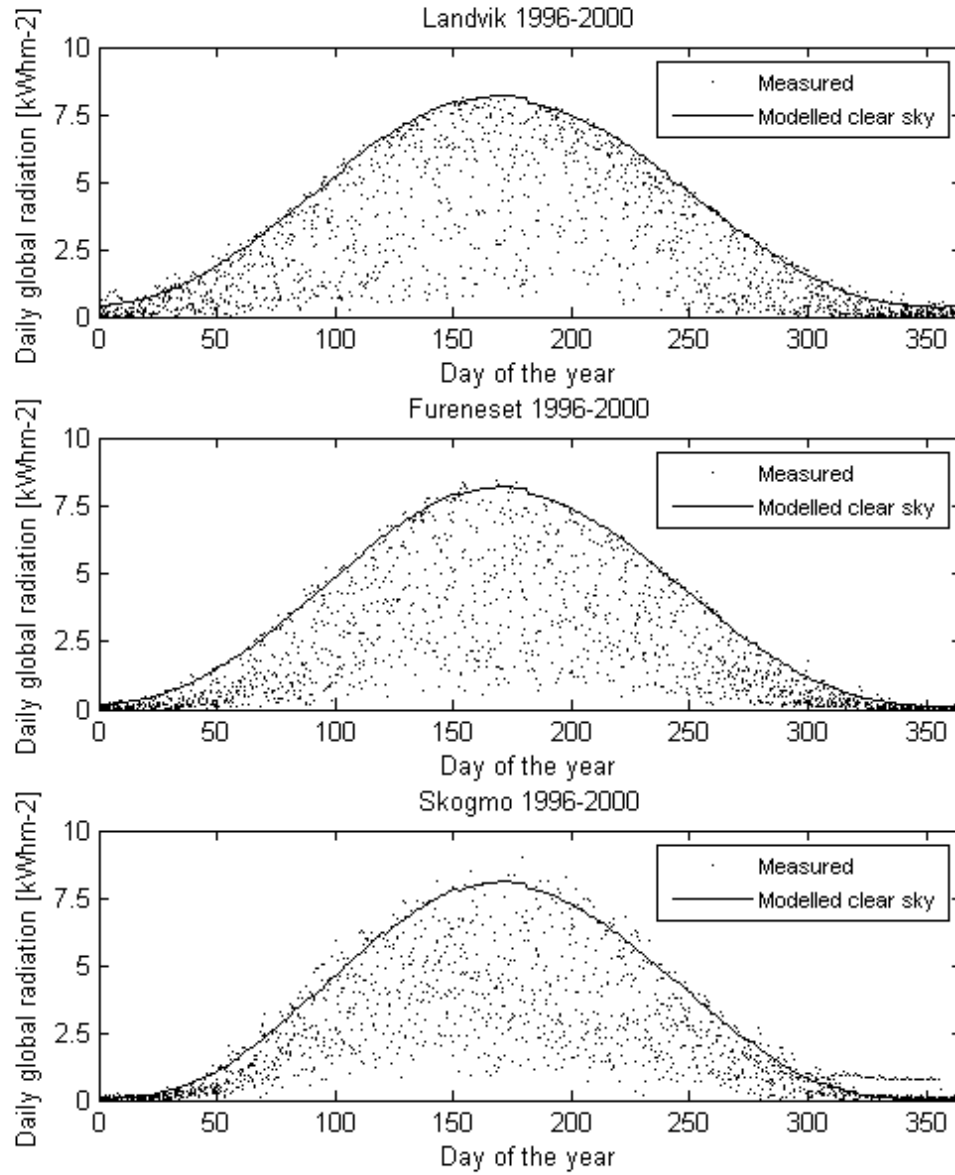 Landvik 1996-2000
Daily global radiation [kWhm-2]
10
7.5
5
2.5
0
Measured
Modelled clear sky
0 50 100 150 200 250 300 350
Day of the year
Fureneset 1996-2000
Daily global radiation [kWhm-2]
10
7.5
5
2.5
0
Measured
Modelled clear sky
0 50 100 150 200 250 300 350
Day of the year
Skogmo 1996-2000
Daily global radiation [kWhm-2]
10
7.5
5
2.5
0
Measured
Modelled clear sky
0 50 100 150 200 250 300 350
Day of the year